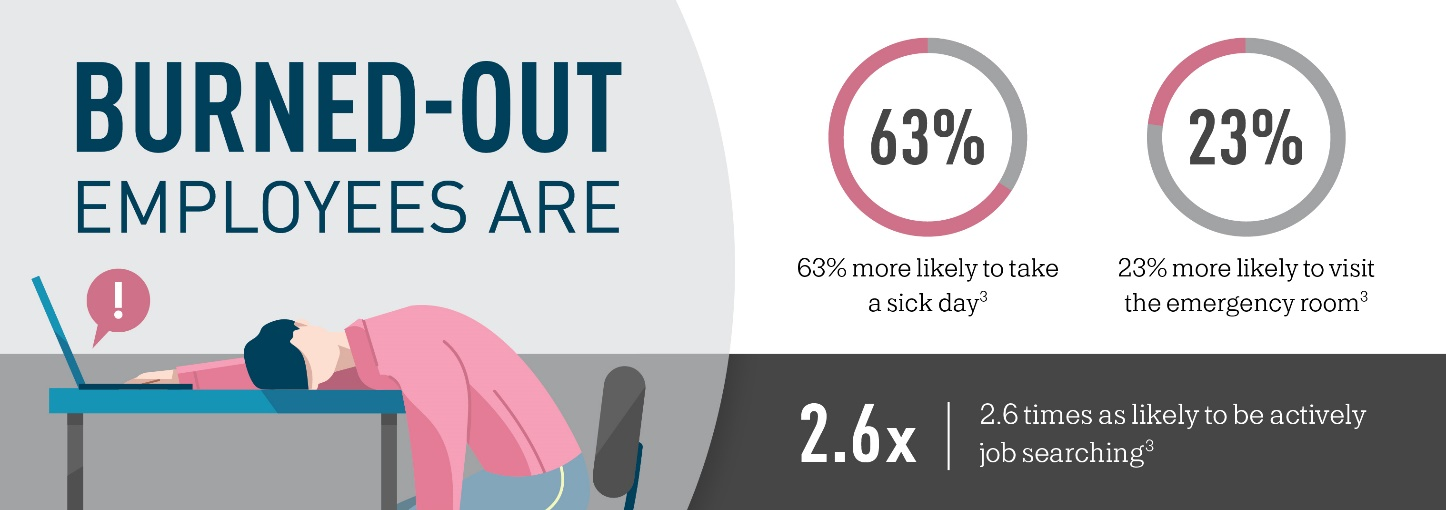 BURNED-OUT
EMPLOYEES ARE
!
63%
63% more likely to take
a sick day³
23%
23% more likely to visit
the emergency room³
2.6x
2.6 times as likely to be actively
job searching³